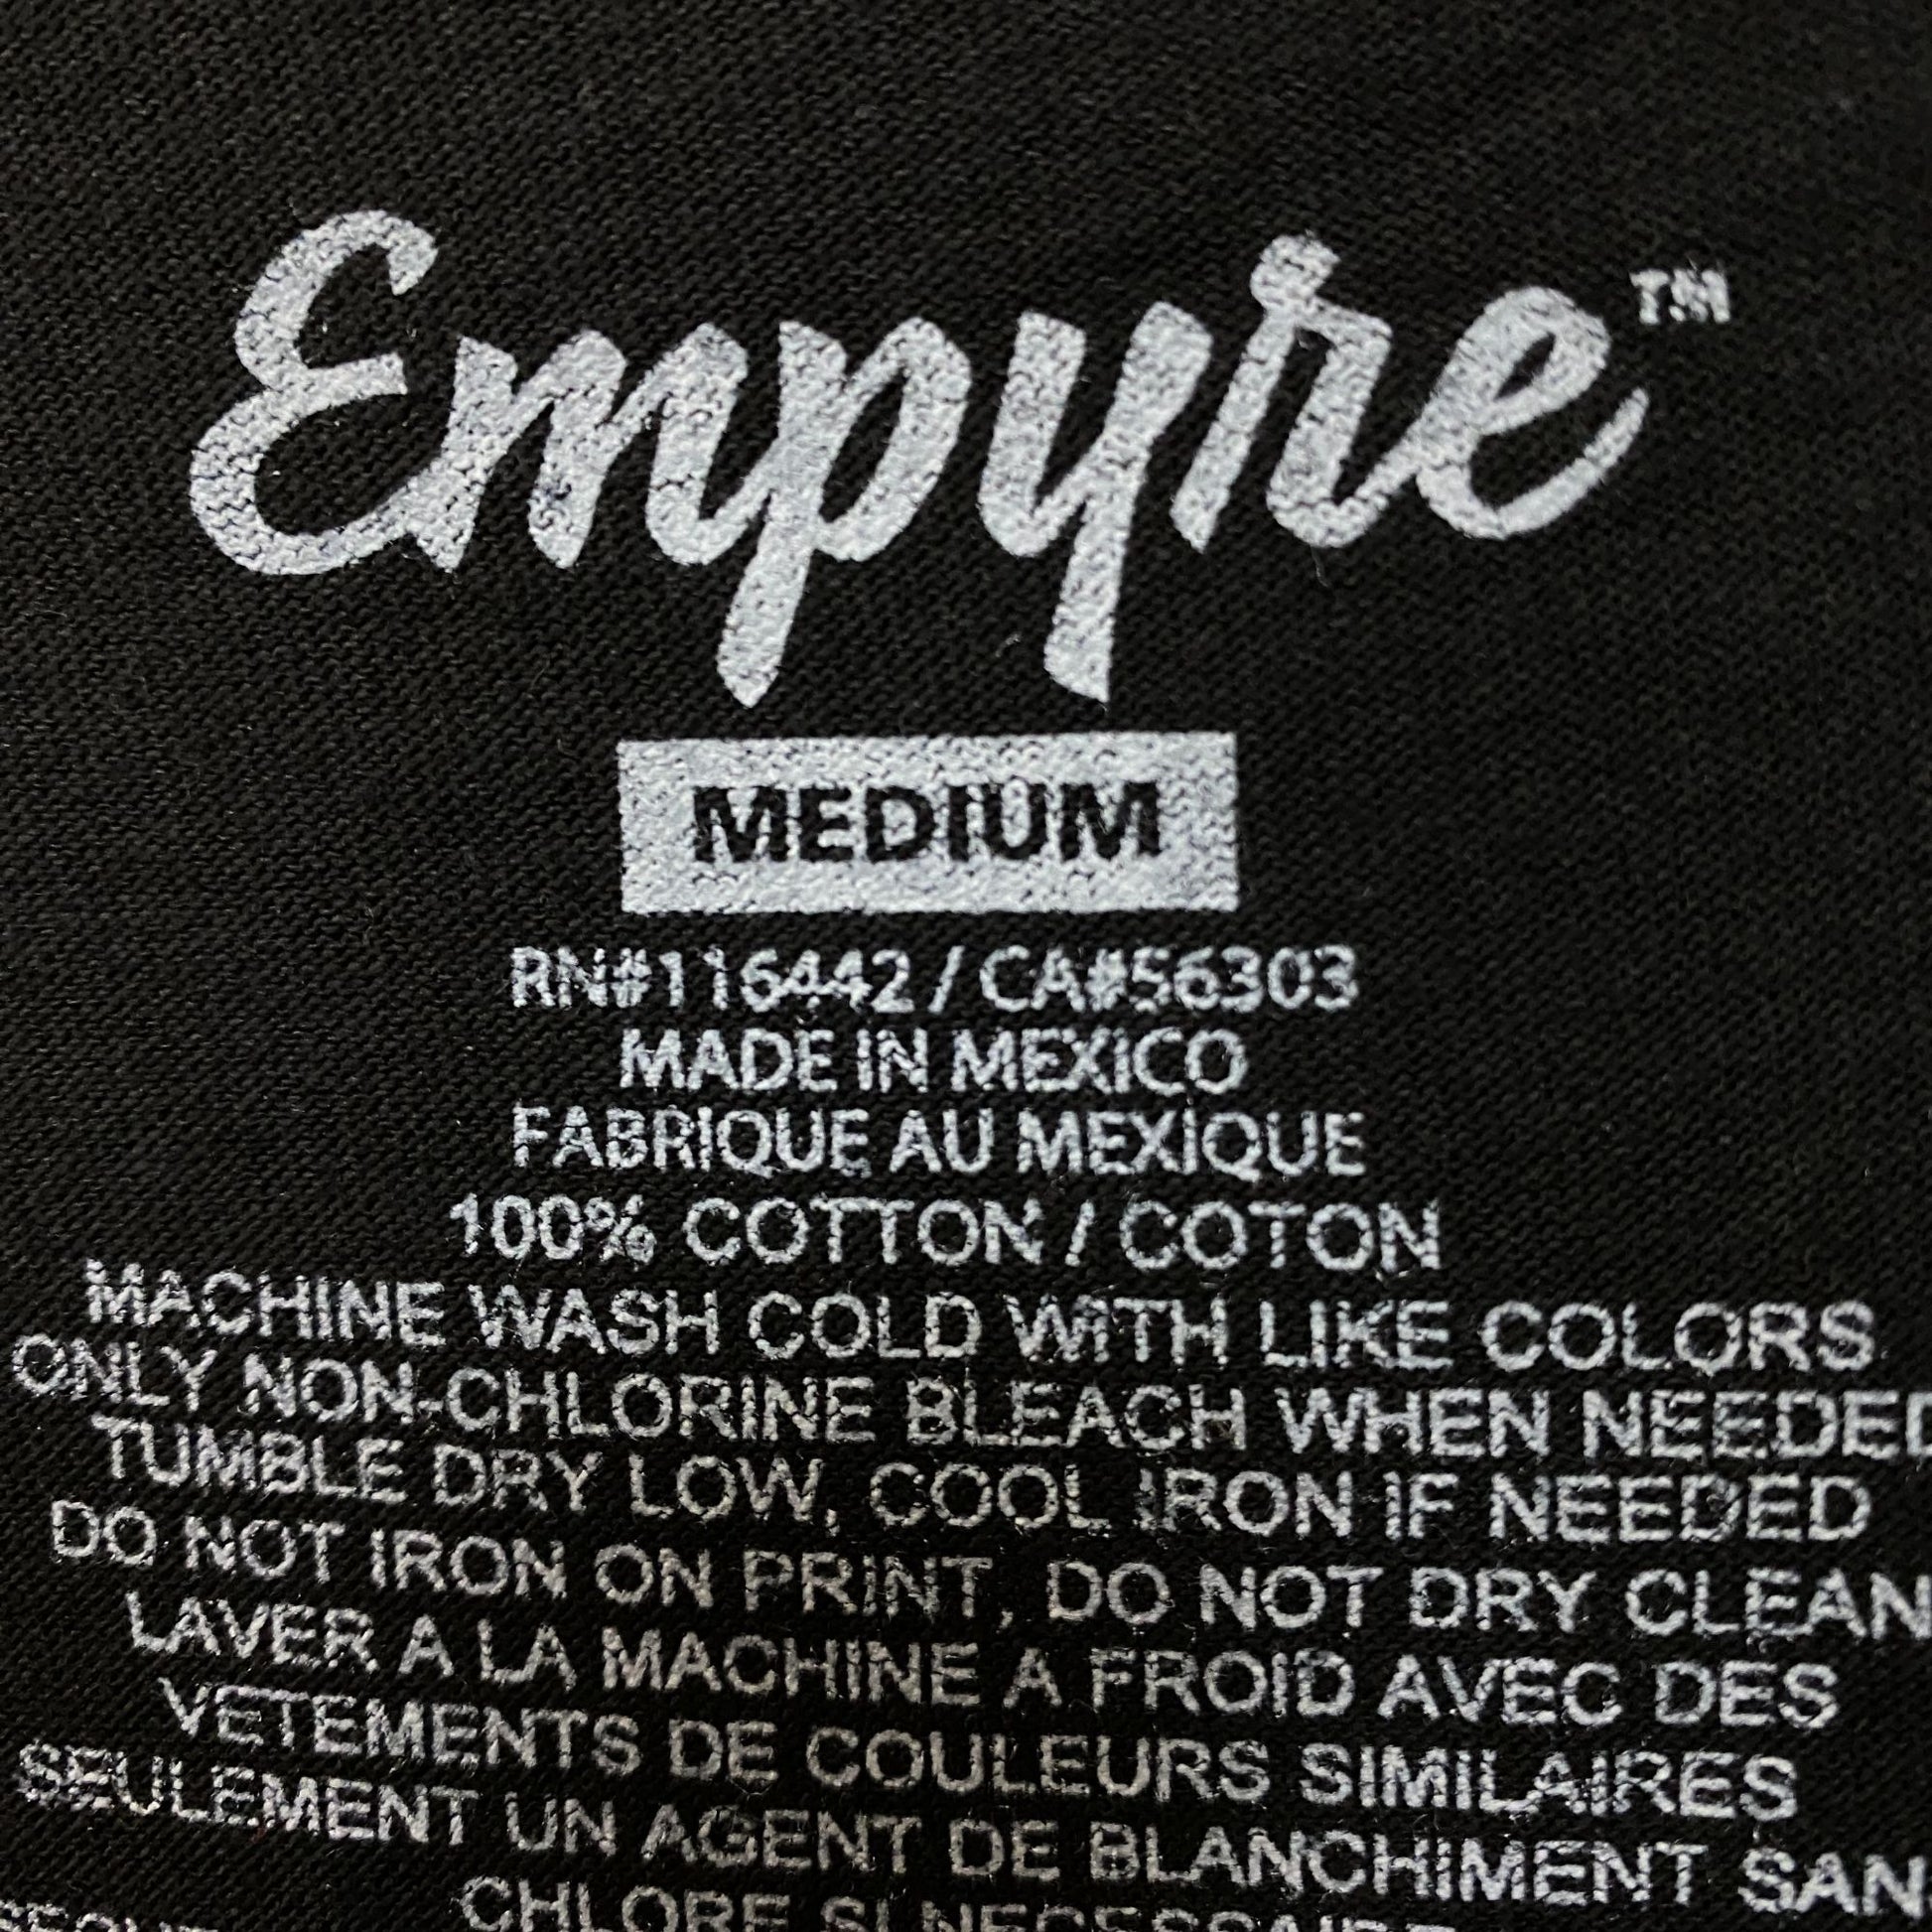 Empyre™
MEDIUM
RN#116442 / CA#56303
MADE IN MEXICO
FABRIQUE AU MEXIQUE
100% COTTON / COTON
MACHINE WASH COLD WITH LIKE COLORS
ONLY NON-CHLORINE BLEACH WHEN NEEDED
TUMBLE DRY LOW, COOL IRON IF NEEDED
DO NOT IRON ON PRINT, DO NOT DRY CLEAN
LAVER A LA MACHINE A FROID AVEC DES
VETEMENTS DE COULEURS SIMILAIRES
SEULEMENT UN AGENT DE BLANCHIMENT SAN
CHLORE SI NECESSAIRE